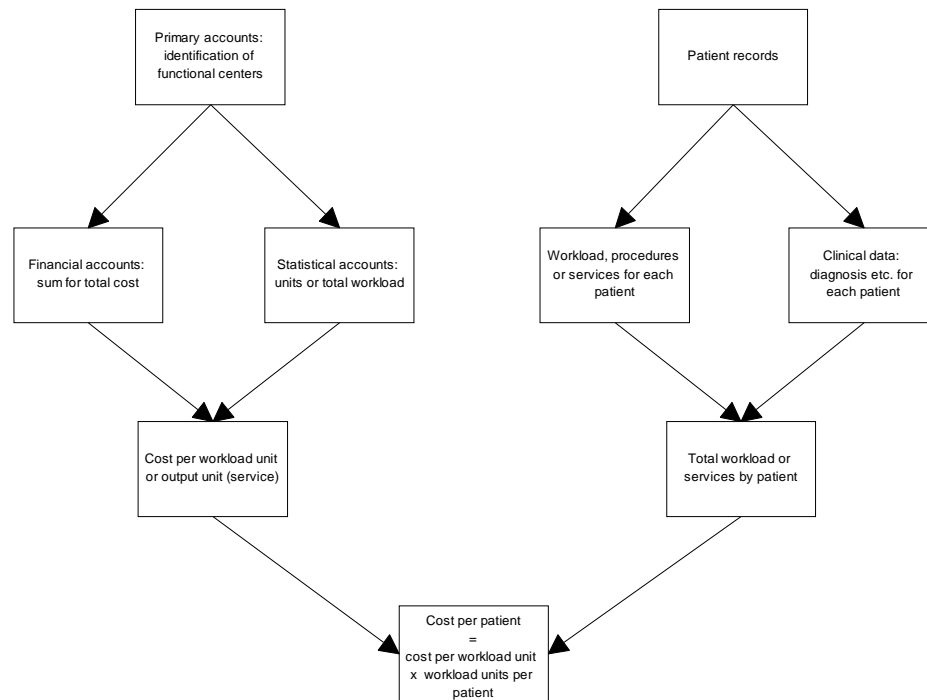 Primary accounts:
identification of
functional centers
Patient records
Financial accounts:
sum for total cost
Statistical accounts:
units or total workload
Workload, procedures
or services for each
patient
Clinical data:
diagnosis etc. for
each patient
Cost per workload unit
or output unit (service)
Total workload or
services by patient
Cost per patient
=
cost per workload unit
x workload units per
patient